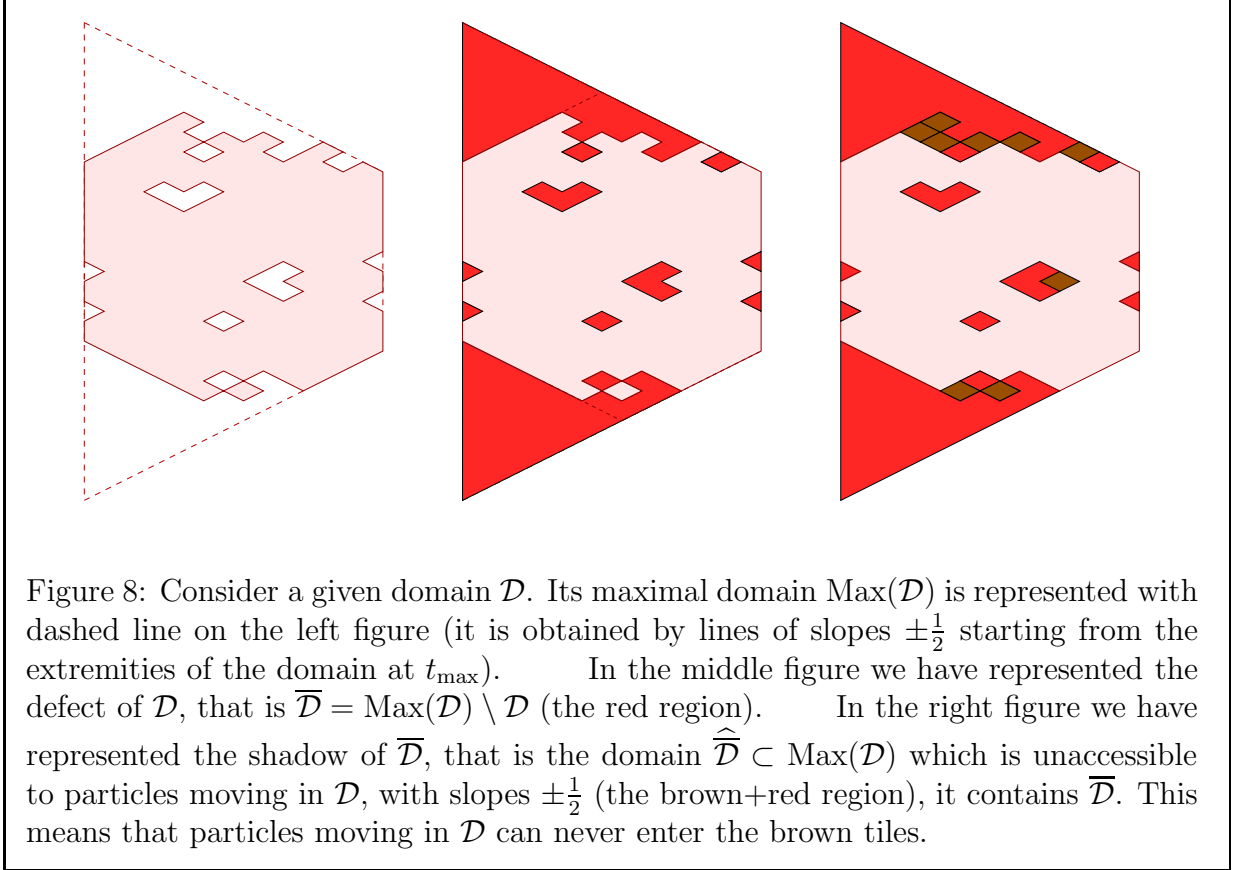 Figure 8: Consider a given domain 𝒟. Its maximal domain Max(𝒟) is represented with
dashed line on the left figure (it is obtained by lines of slopes ±½ starting from the
extremities of the domain at t_max). In the middle figure we have represented the
defect of 𝒟, that is 𝒟̅ = Max(𝒟) \ 𝒟 (the red region). In the right figure we have
represented the shadow of 𝒟̅, that is the domain 𝒟̅̂ ⊂ Max(𝒟) which is unaccessible
to particles moving in 𝒟, with slopes ±½ (the brown+red region), it contains 𝒟̅. This
means that particles moving in 𝒟 can never enter the brown tiles.